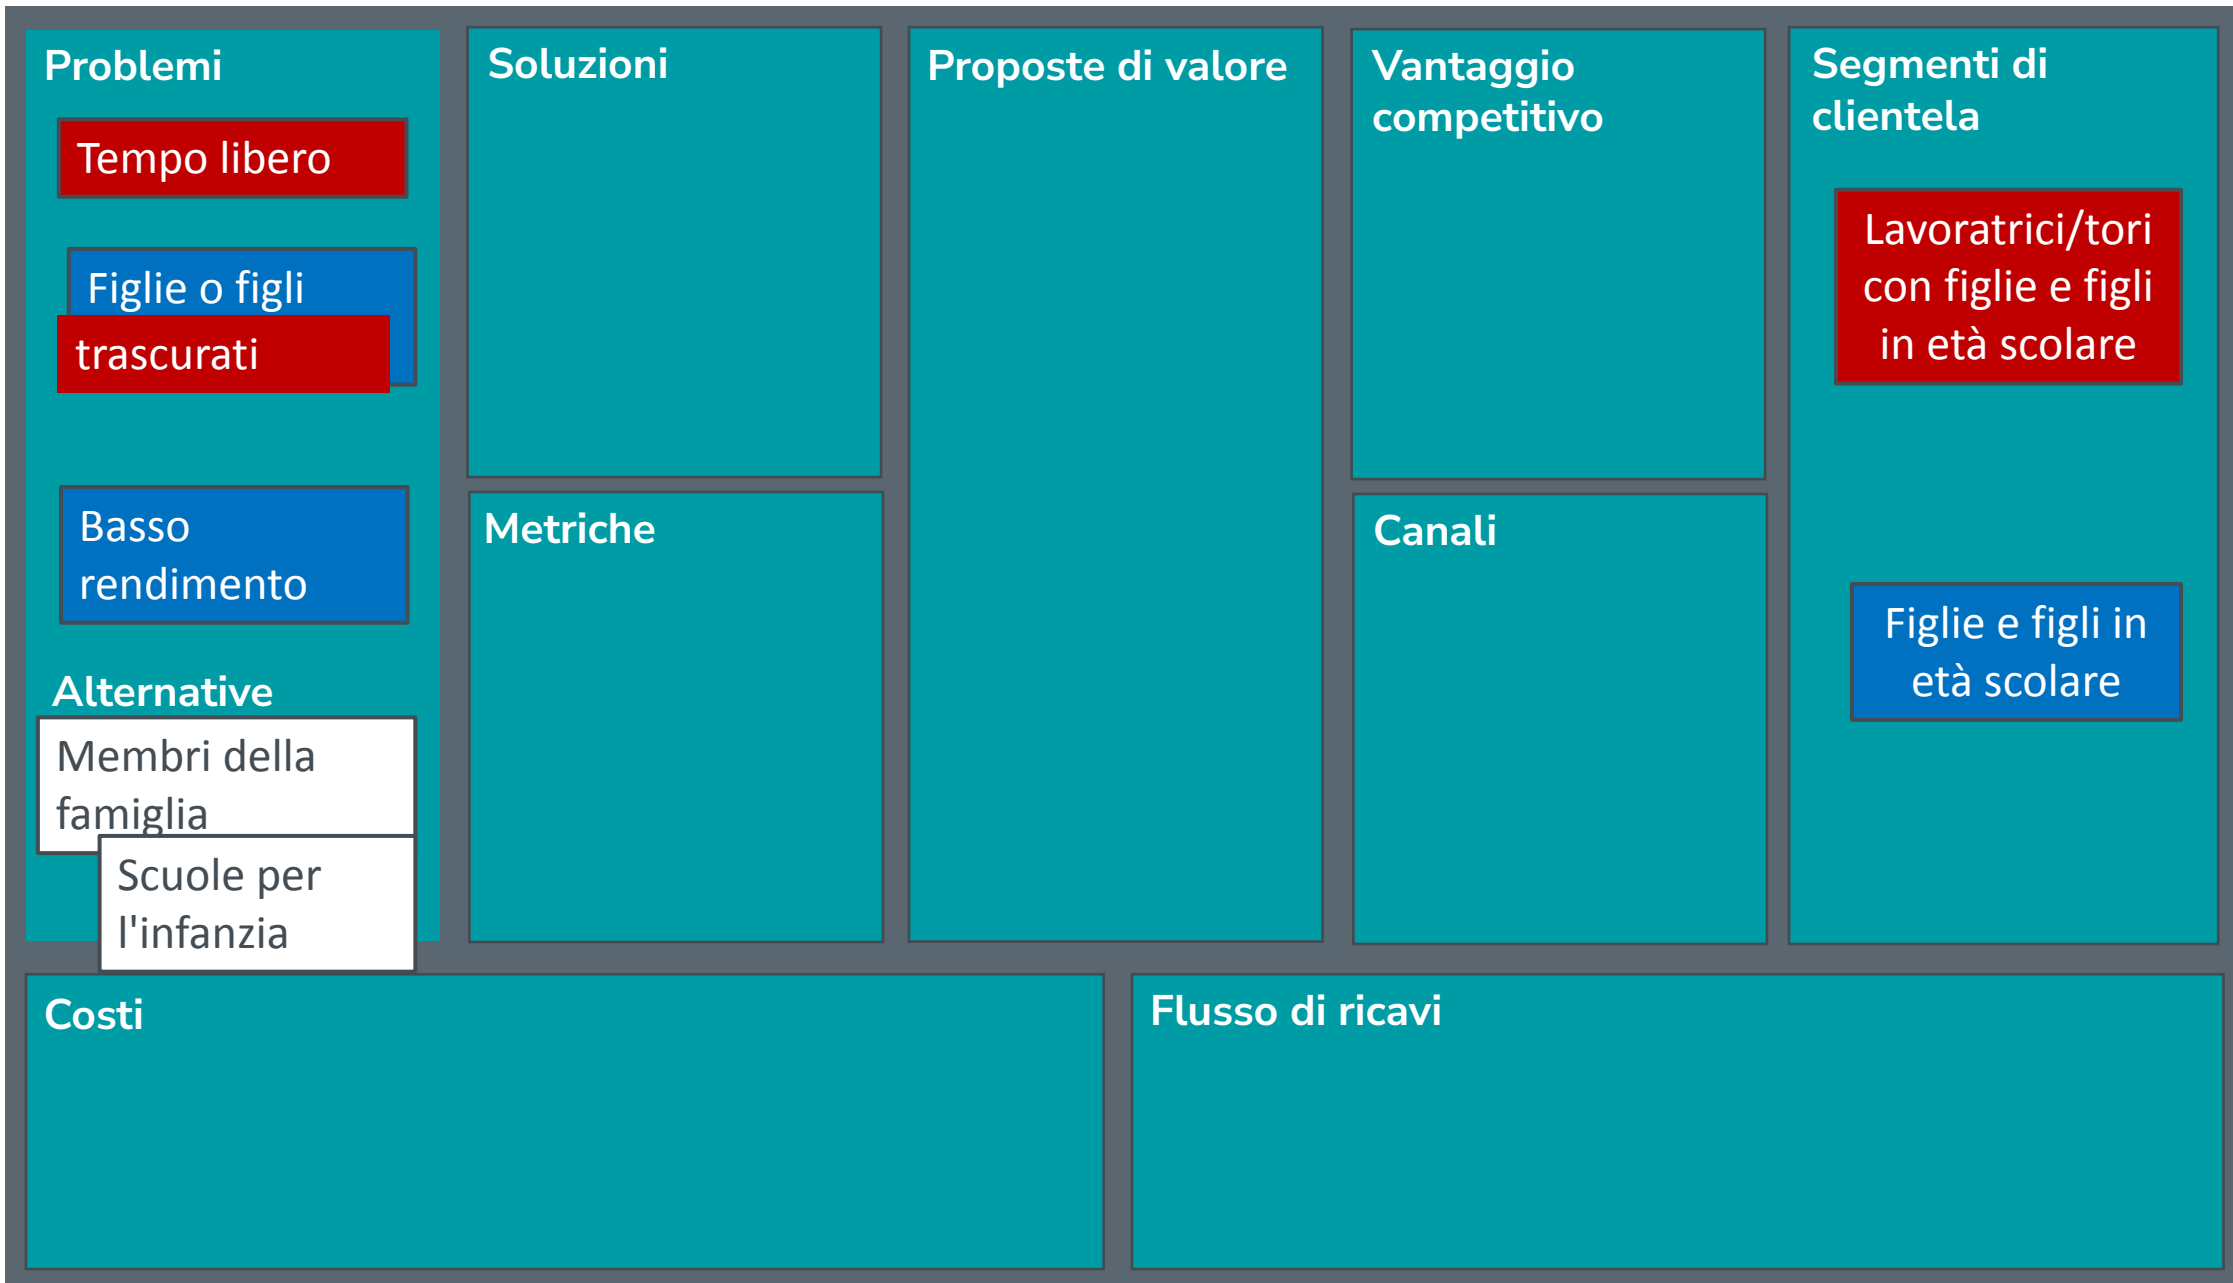 Problemi
Tempo libero
Figlie o figli
trascurati
Basso
rendimento
Alternative
Membri della
famiglia
Scuole per
l'infanzia
Soluzioni
Metriche
Proposte di valore
Vantaggio
competitivo
Canali
Segmenti di
clientela
Lavoratrici/tori
con figlie e figli
in età scolare
Figlie e figli in
età scolare
Costi
Flusso di ricavi